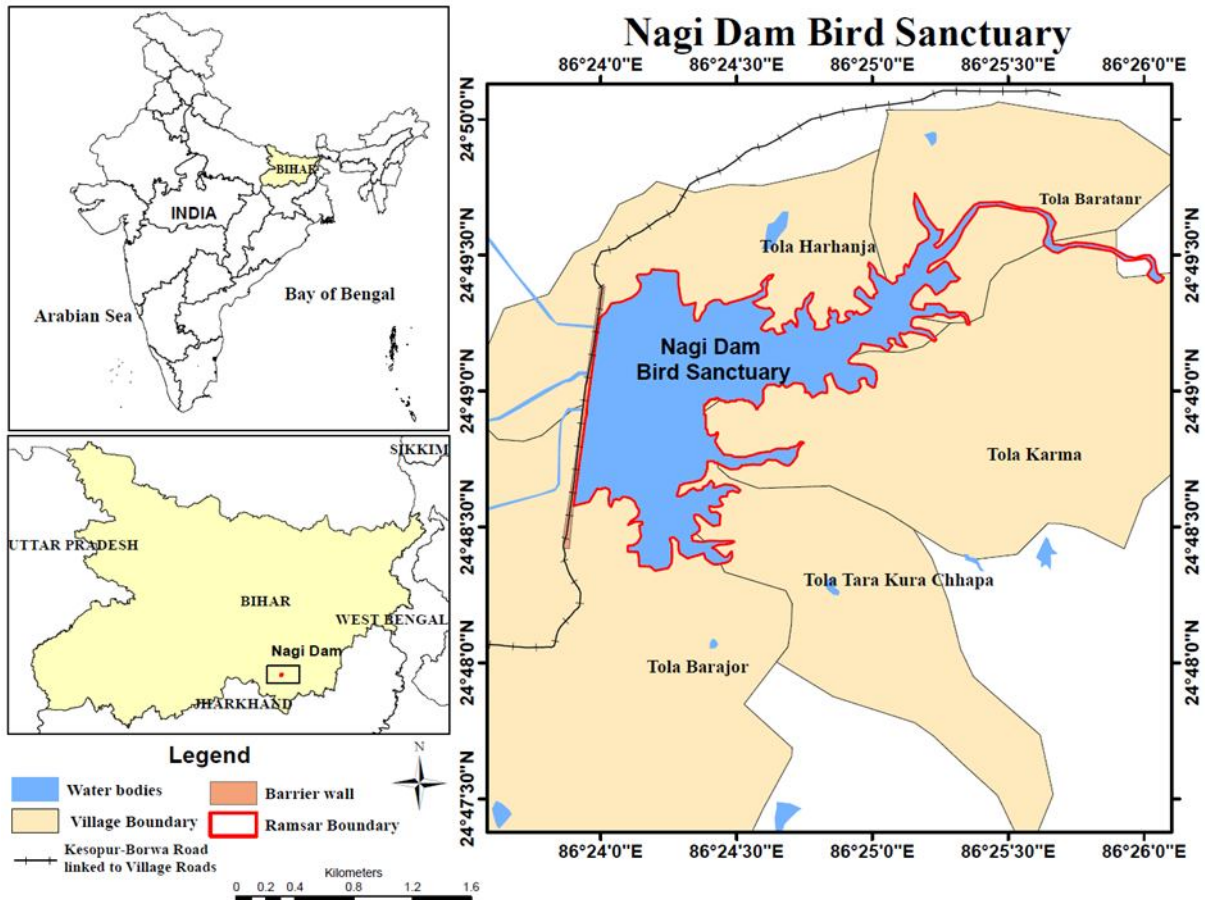 BIHAR
INDIA
Bay of Bengal
Arabian Sea
SIKKIM
UTTAR PRADESH
BIHAR
WEST BENGAL
Nagi Dam
JHARKHAND
Legend
N
Water bodies
Barrier wall
Village Boundary
Ramsar Boundary
Kesopur-Borwa Road
linked to Village Roads
Kilometers
0 0.2 0.4 0.8 1.2 1.6
Nagi Dam Bird Sanctuary
86°24'0"E 86°24'30"E 86°25'0"E 86°25'30"E 86°26'0"E
24°50'0"N
24°49'30"N
24°49'0"N
24°48'30"N
24°48'0"N
24°47'30"N
Tola Baratanr
Tola Harhanja
Nagi Dam
Bird Sanctuary
Tola Karma
Tola Tara Kura Chhapa
Tola Barajor
24°50'0"N
24°49'30"N
24°49'0"N
24°48'30"N
24°48'0"N
24°47'30"N
86°24'0"E 86°24'30"E 86°25'0"E 86°25'30"E 86°26'0"E